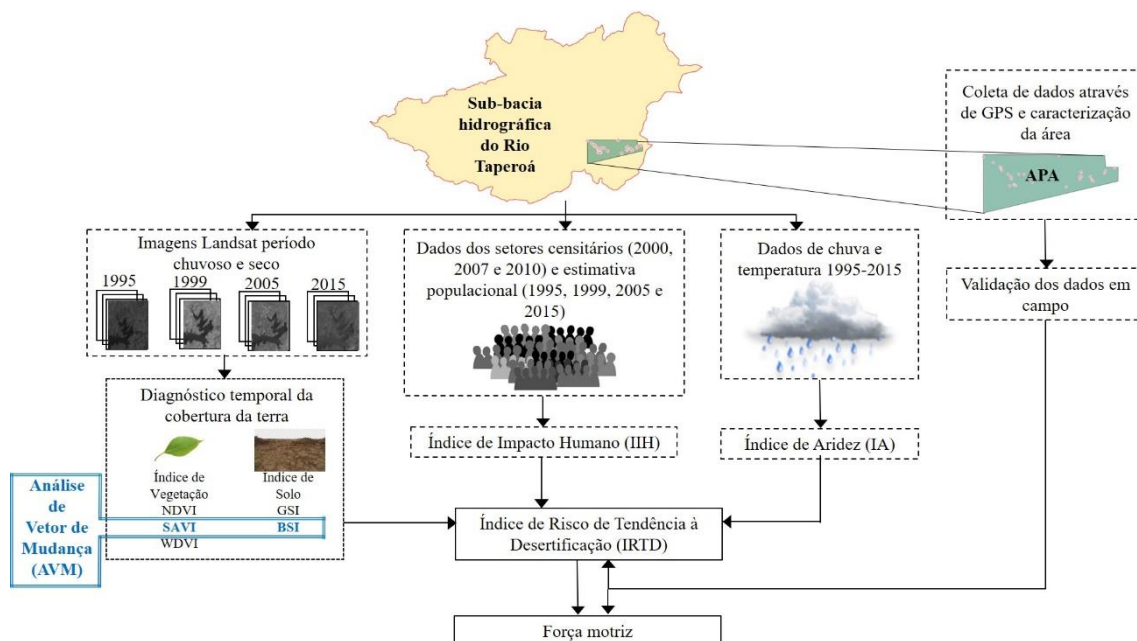 Sub-bacia
hidrográfica
do Rio
Taperoá
Coleta de dados através
de GPS e caracterização
da área
APA
Imagens Landsat período
chuvoso e seco
1995 1999 2005 2015
Dados dos setores censitários (2000,
2007 e 2010) e estimativa
populacional (1995, 1999, 2005 e
2015)
Dados de chuva e
temperatura 1995-2015
Validação dos dados em
campo
Diagnóstico temporal da
cobertura da terra
Índice de
Vegetação
NDVI
SAVI
WDVI
Indice de
Solo
GSI
BSI
Análise
de
Vetor de
Mudança
(AVM)
Índice de Impacto Humano (IIH)
Índice de Aridez (IA)
Índice de Risco de Tendência à
Desertificação (IRTD)
Força motriz